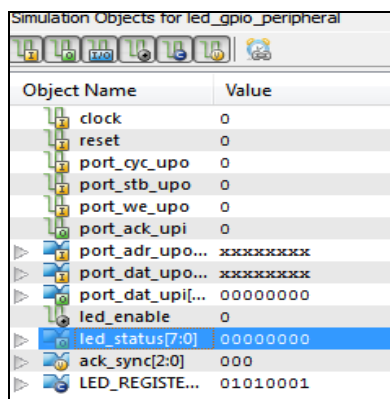 Simulation Objects for led_gpio_peripheral
Object Name Value
clock 0
reset 0
port_cyc_upo 0
port_stb_upo 0
port_we_upo 0
port_ack_upi 0
port_adr_upo... xxxxxxxx
port_dat_upo... xxxxxxxx
port_dat_upi[... 00000000
led_enable 0
led_status[7:0] 00000000
ack_sync[2:0] 000
LED_REGISTE... 01010001